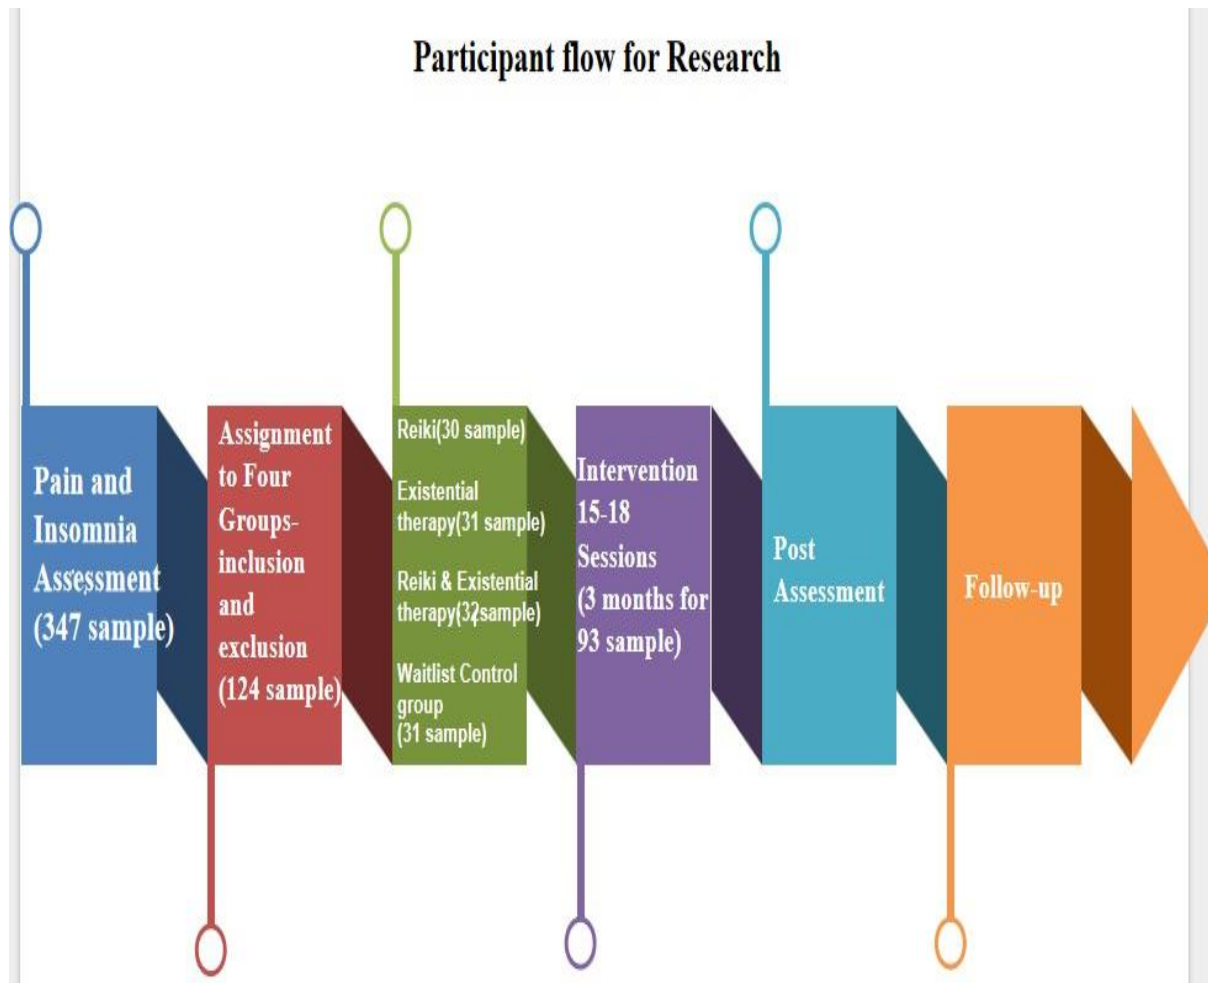 Participant flow for Research
Pain and
Insomnia
Assessment
(347 sample)
Assignment
to Four
Groups-
inclusion
and
exclusion
(124 sample)
Reiki(30 sample)
Existential
therapy(31 sample)
Reiki & Existential
therapy(32sample)
Waitlist Control
group
(31 sample)
Intervention
15-18
Sessions
(3 months for
93 sample)
Post
Assessment
Follow-up